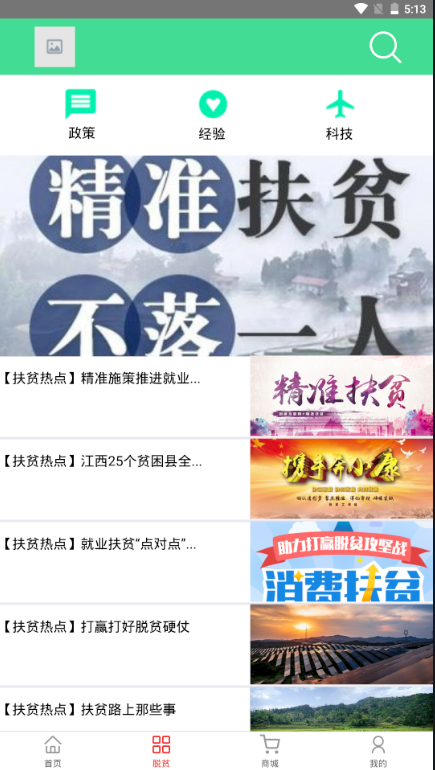 5:13
政策
经验
科技
精准扶贫
不落一人
【扶贫热点】精准施策推进就业...
精准扶贫
【扶贫热点】江西25个贫困县全...
携手奔小康
【扶贫热点】就业扶贫“点对点”...
助力打赢脱贫攻坚战
消费扶贫
【扶贫热点】打赢打好脱贫硬仗
【扶贫热点】扶贫路上那些事
首页
脱贫
商城
我的